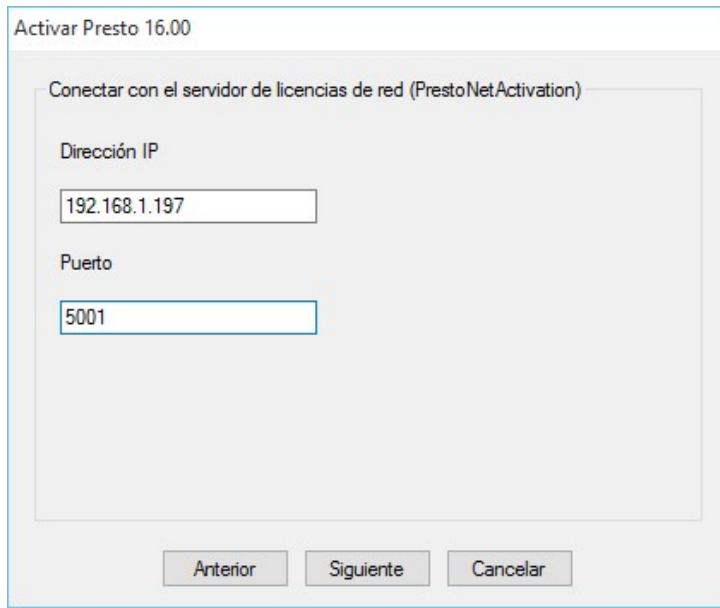 Activar Presto 16.00
Conectar con el servidor de licencias de red (PrestoNetActivation)
Dirección IP
192.168.1.197
Puerto
5001
Anterior Siguiente Cancelar